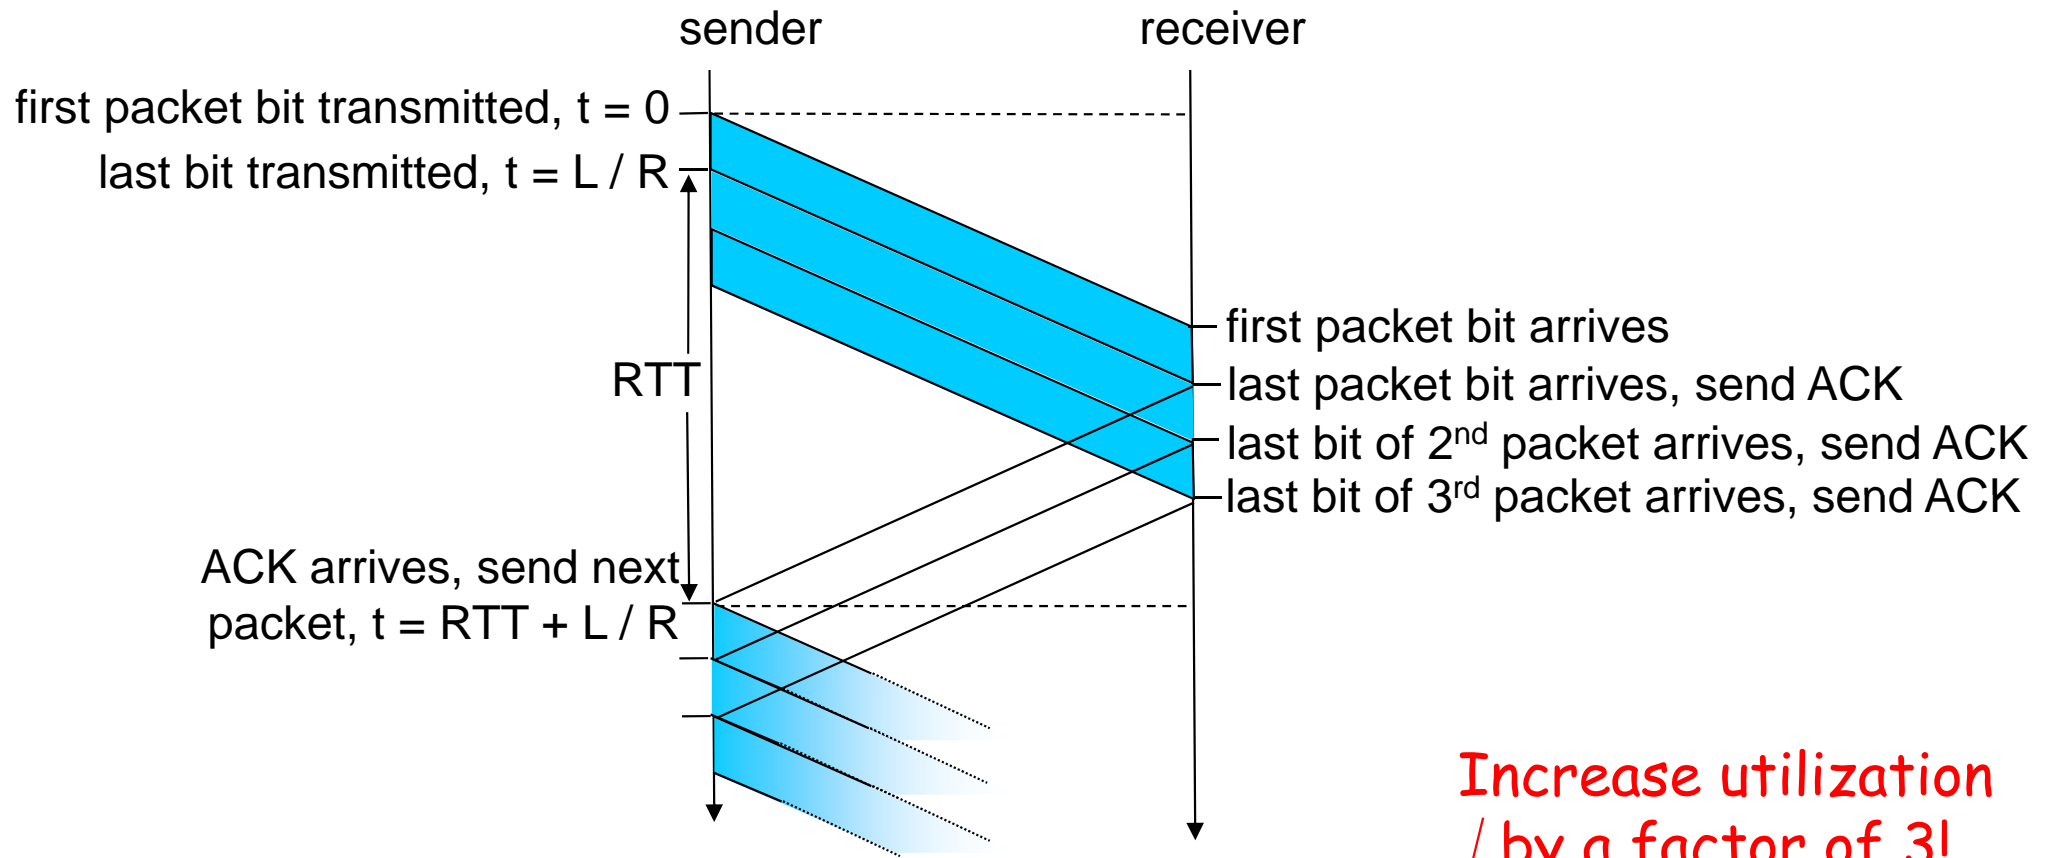 sender
receiver
first packet bit transmitted, t = 0
last bit transmitted, t = L / R
first packet bit arrives
RTT
last packet bit arrives, send ACK
last bit of 2nd packet arrives, send ACK
last bit of 3rd packet arrives, send ACK
ACK arrives, send next
packet, t = RTT + L / R
Increase utilization
by a factor of 3!